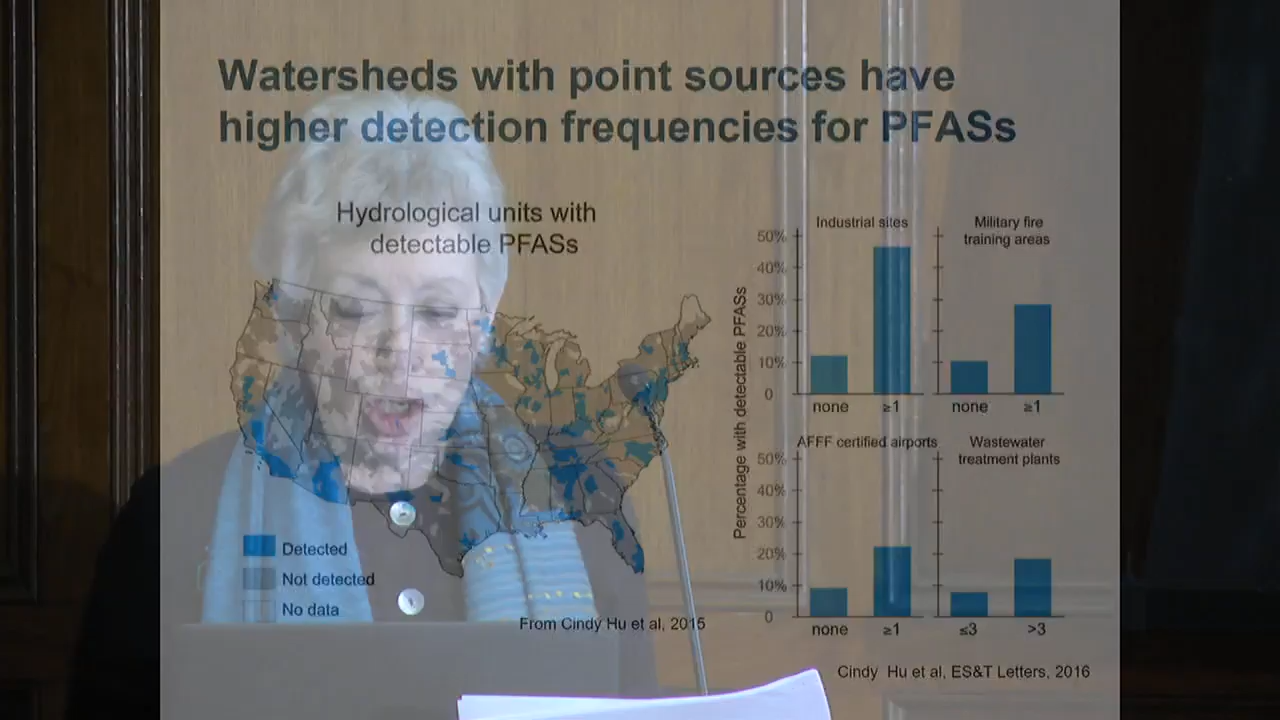 Watersheds with point sources have
higher detection frequencies for PFASs
Hydrological units with
detectable PFASs
Detected
Not detected
No data
From Cindy Hu et al, 2015
Percentage with detectable PFASs
Industrial sites
50%
40%
30%
20%
10%
0
none
≥1
Military fire
training areas
none
≥1
AFFF certified airports
50%
40%
30%
20%
10%
0
none
≥1
Wastewater
treatment plants
≤3
>3
Cindy Hu et al, ES&T Letters, 2016